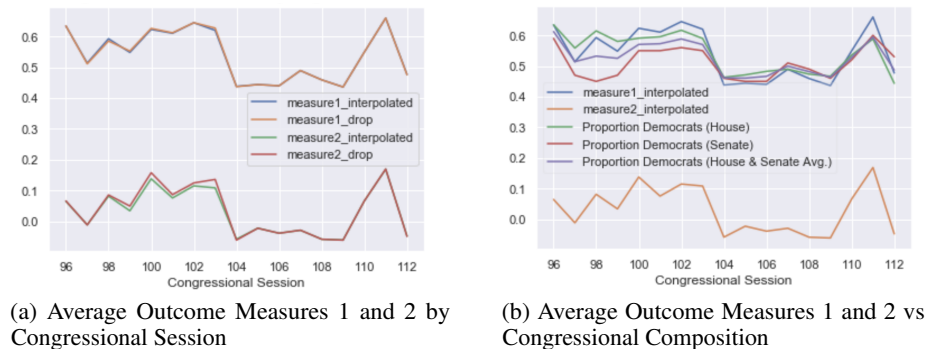 0.6
0.5
0.4
0.3
0.2
0.1
0.0
measure1_interpolated
measure1_drop
measure2_interpolated
measure2_drop
96 98 100 102 104 106 108 110 112
Congressional Session
(a) Average Outcome Measures 1 and 2 by
Congressional Session
0.6
0.5
0.4
0.3
0.2
0.1
0.0
measure1_interpolated
measure2_interpolated
Proportion Democrats (House)
Proportion Democrats (Senate)
Proportion Democrats (House & Senate Avg.)
96 98 100 102 104 106 108 110 112
Congressional Session
(b) Average Outcome Measures 1 and 2 vs
Congressional Composition